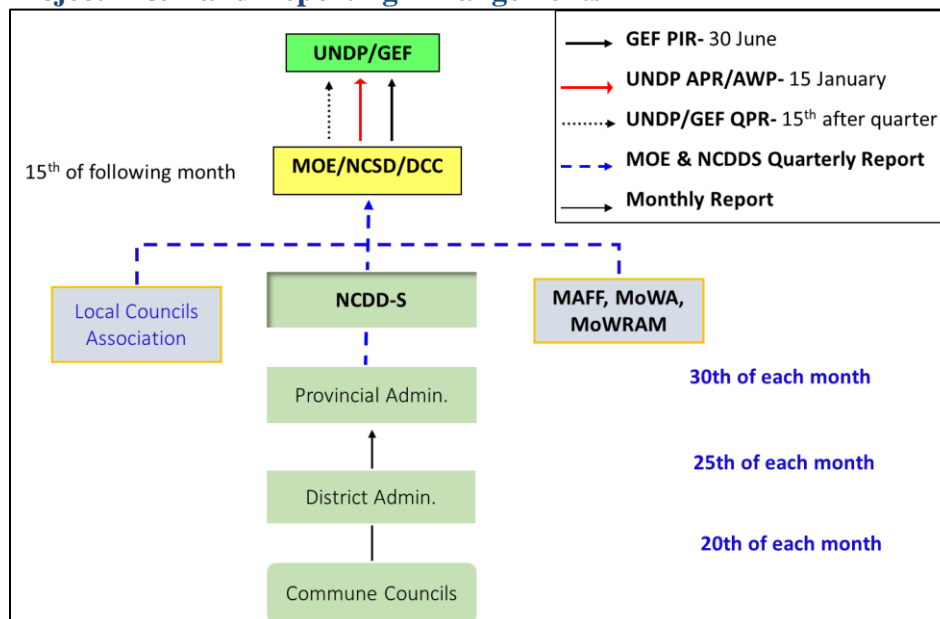 UNDP/GEF
GEF PIR- 30 June
UNDP APR/AWP- 15 January
UNDP/GEF QPR- 15th after quarter
MOE & NCDDS Quarterly Report
Monthly Report
15th of following month
MOE/NCSD/DCC
Local Councils
Association
NCDD-S
MAFF, MoWA,
MoWRAM
Provincial Admin.
30th of each month
District Admin.
25th of each month
20th of each month
Commune Councils